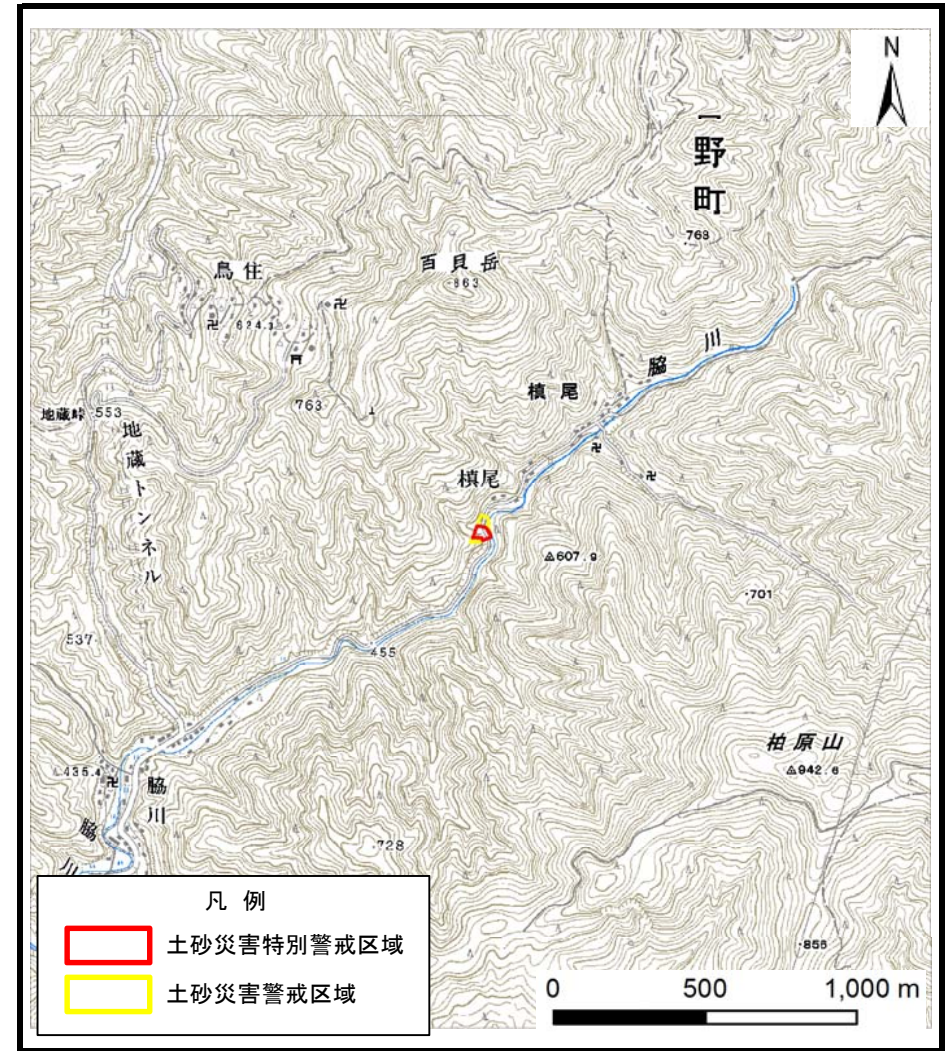 N
一
野
町
768
鳥住
百貝岳
863
624.3
763
脇川
槙尾
地蔵峠 553
地蔵トンネル
槙尾
607.9
701
537
455
柏原山
942.6
435.4
脇川
脇川
728
856
凡 例
土砂災害特別警戒区域
土砂災害警戒区域
0 500 1,000 m